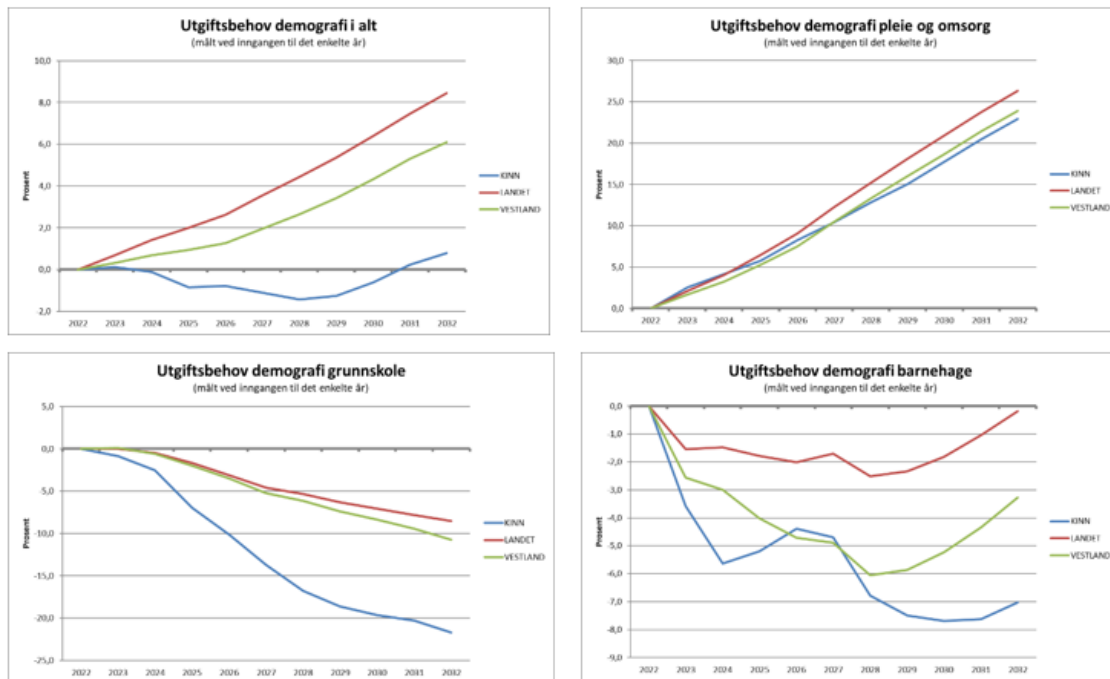 Utgiftsbehov demografi i alt
(målt ved inngangen til det enkelte år)
10,0
8,0
6,0
4,0
2,0
0,0
-2,0
Prosent
KINN
LANDET
VESTLAND
2022 2023 2024 2025 2026 2027 2028 2029 2030 2031 2032
Utgiftsbehov demografi pleie og omsorg
(målt ved inngangen til det enkelte år)
30,0
25,0
20,0
15,0
10,0
5,0
0,0
Prosent
KINN
LANDET
VESTLAND
2022 2023 2024 2025 2026 2027 2028 2029 2030 2031 2032
Utgiftsbehov demografi grunnskole
(målt ved inngangen til det enkelte år)
5,0
0,0
-5,0
-10,0
-15,0
-20,0
-25,0
Prosent
KINN
LANDET
VESTLAND
2022 2023 2024 2025 2026 2027 2028 2029 2030 2031 2032
Utgiftsbehov demografi barnehage
(målt ved inngangen til det enkelte år)
0,0
-1,0
-2,0
-3,0
-4,0
-5,0
-6,0
-7,0
-8,0
-9,0
Prosent
KINN
LANDET
VESTLAND
2022 2023 2024 2025 2026 2027 2028 2029 2030 2031 2032